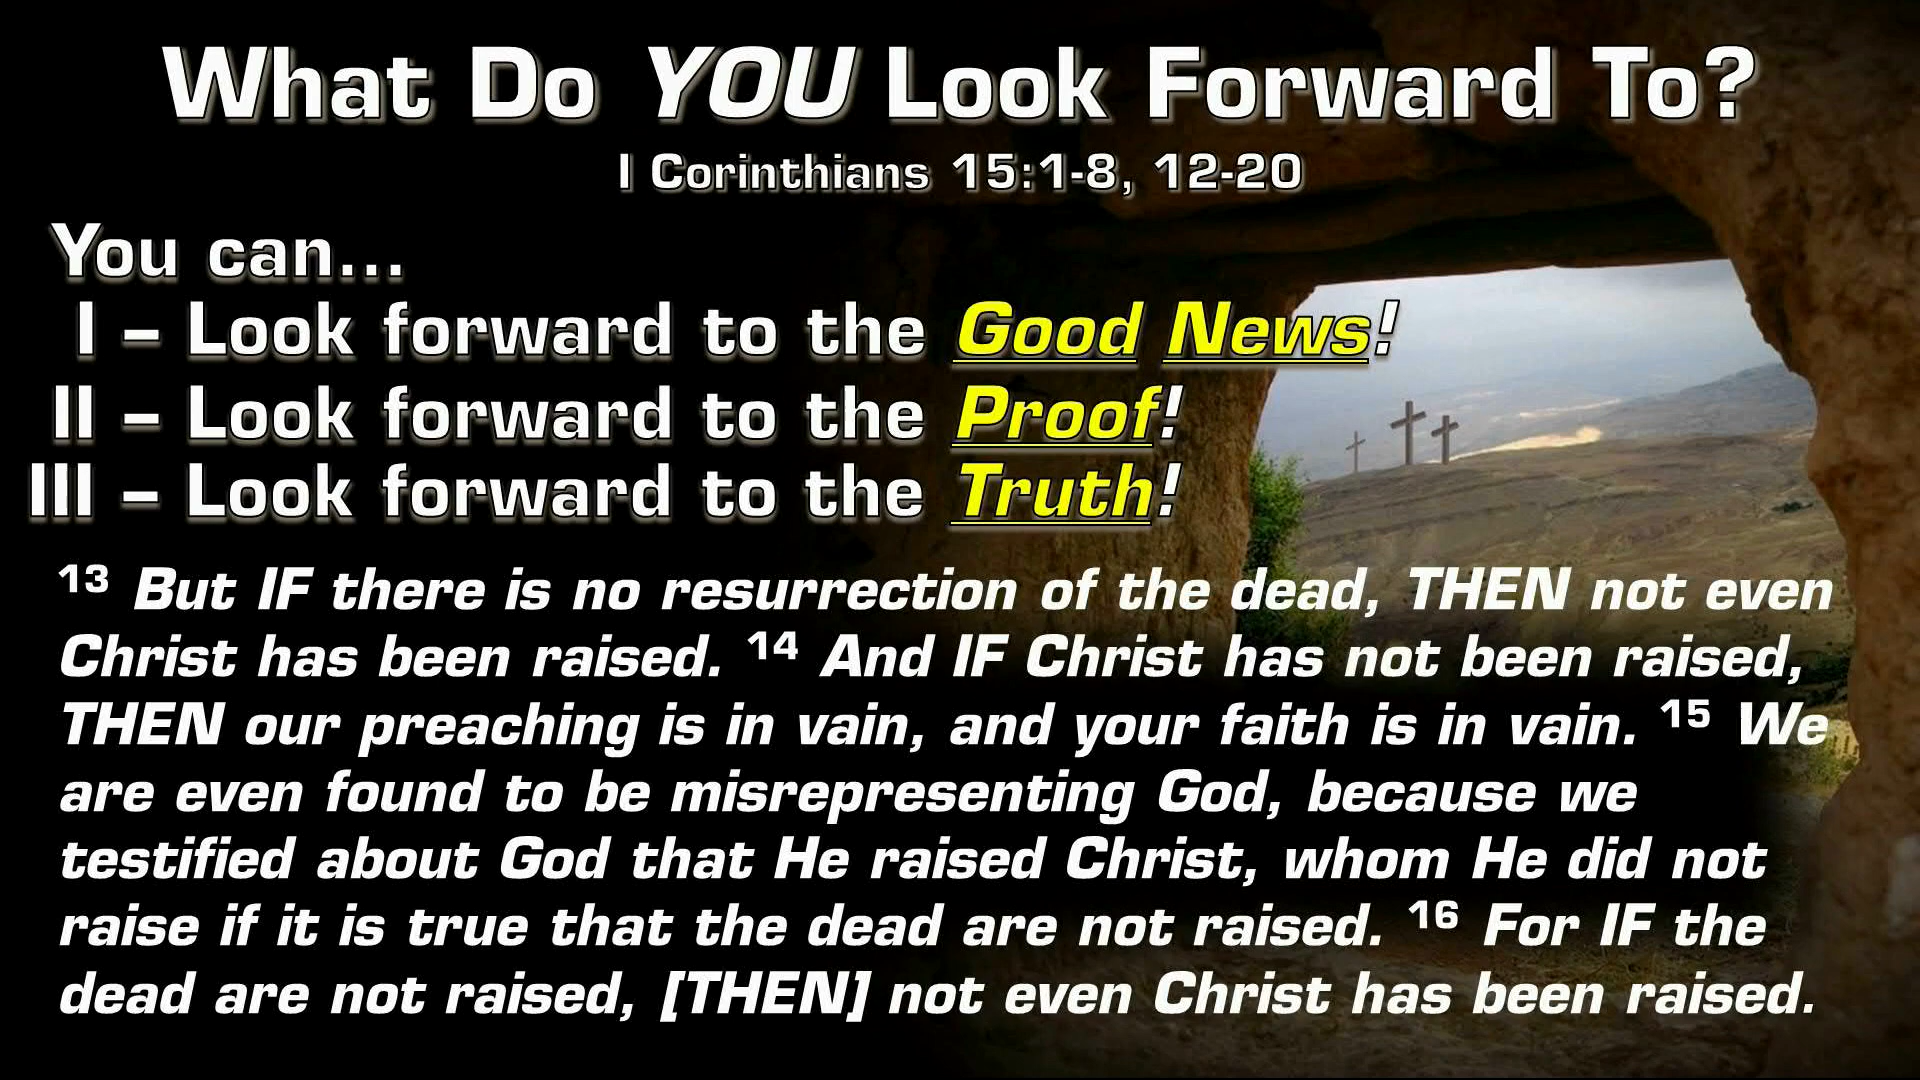 What Do YOU Look Forward To?
I Corinthians 15:1-8, 12-20
You can...
I – Look forward to the Good News!
II – Look forward to the Proof!
III – Look forward to the Truth!
13 But IF there is no resurrection of the dead, THEN not even
Christ has been raised. 14 And IF Christ has not been raised,
THEN our preaching is in vain, and your faith is in vain. 15 We
are even found to be misrepresenting God, because we
testified about God that He raised Christ, whom He did not
raise if it is true that the dead are not raised. 16 For IF the
dead are not raised, [THEN] not even Christ has been raised.